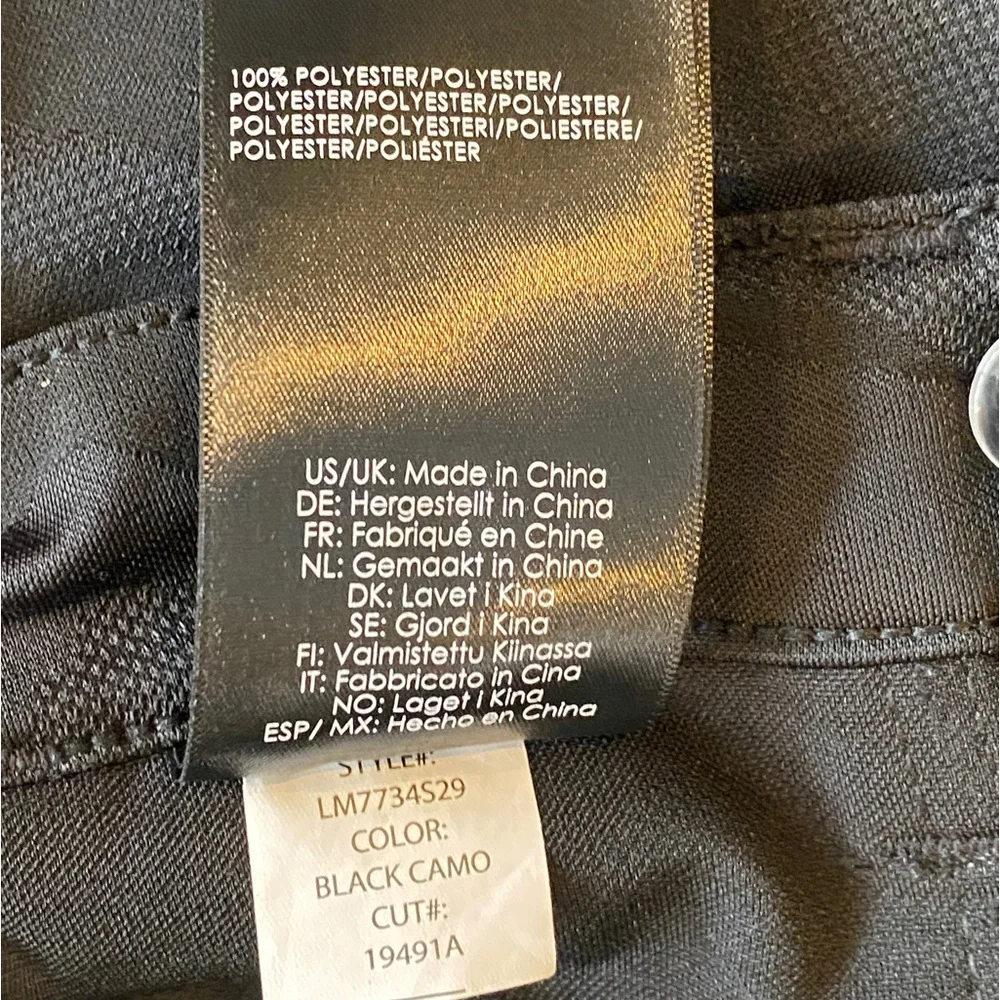 100% POLYESTER/POLYESTER/
POLYESTER/POLYESTER/POLYESTER/
POLYESTER/POLYESTERI/POLIESTERE/
POLYESTER/POLIÉSTER
US/UK: Made in China
DE: Hergestellt in China
FR: Fabriqué en Chine
NL: Gemaakt in China
DK: Lavet i Kina
SE: Gjord i Kina
FI: Valmistettu Kiinassa
IT: Fabbricato in Cina
NO: Laget i Kina
ESP/ MX: Hecho en China
STYLE#:
LM7734S29
COLOR:
BLACK CAMO
CUT#:
19491A